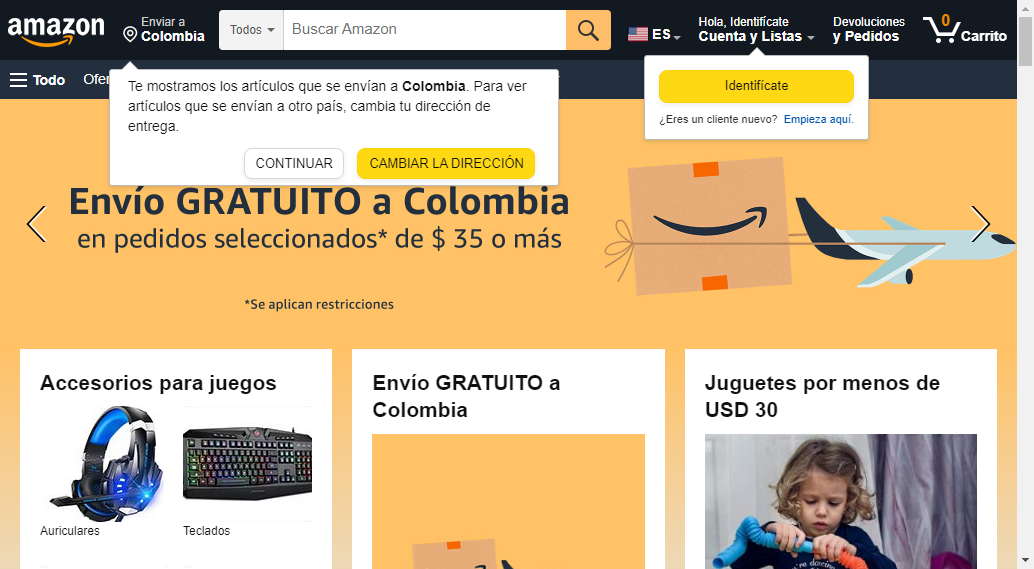 amazon
Enviar a
Colombia
Todos
Buscar Amazon
ES
Hola, Identifícate
Cuenta y Listas
Devoluciones
y Pedidos
0
Carrito
Todo
Ofer
Te mostramos los artículos que se envían a Colombia. Para ver
artículos que se envían a otro país, cambia tu dirección de
entrega.
CONTINUAR
CAMBIAR LA DIRECCIÓN
Identifícate
¿Eres un cliente nuevo? Empieza aquí.
Envío GRATUITO a Colombia
en pedidos seleccionados* de $ 35 o más
*Se aplican restricciones
Accesorios para juegos
Auriculares
Teclados
Envío GRATUITO a
Colombia
Juguetes por menos de
USD 30